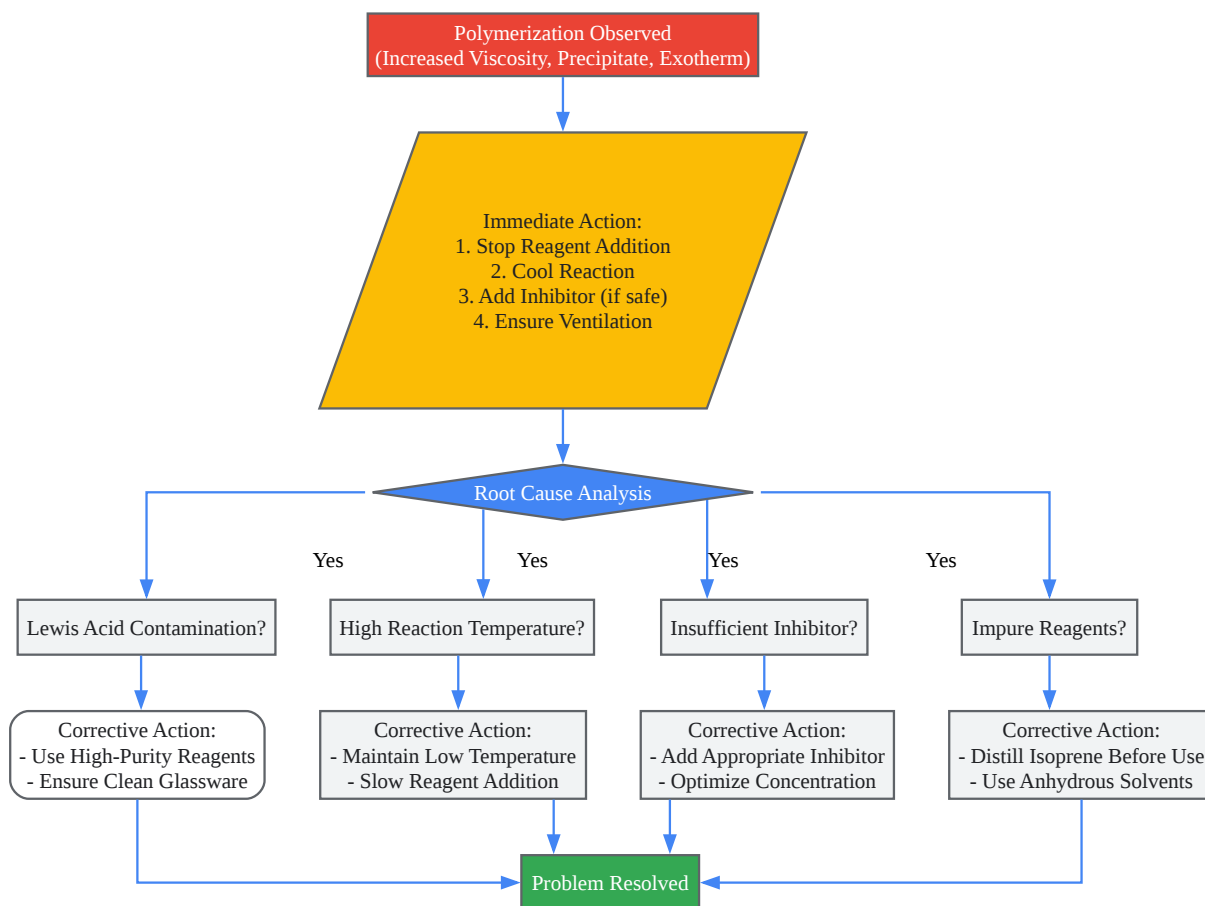 Polymerization Observed
(Increased Viscosity, Precipitate, Exotherm)
Immediate Action:
1. Stop Reagent Addition
2. Cool Reaction
3. Add Inhibitor (if safe)
4. Ensure Ventilation
Root Cause Analysis
Yes
Yes
Yes
Yes
Lewis Acid Contamination?
High Reaction Temperature?
Insufficient Inhibitor?
Impure Reagents?
Corrective Action:
- Use High-Purity Reagents
- Ensure Clean Glassware
Corrective Action:
- Maintain Low Temperature
- Slow Reagent Addition
Corrective Action:
- Add Appropriate Inhibitor
- Optimize Concentration
Corrective Action:
- Distill Isoprene Before Use
- Use Anhydrous Solvents
Problem Resolved